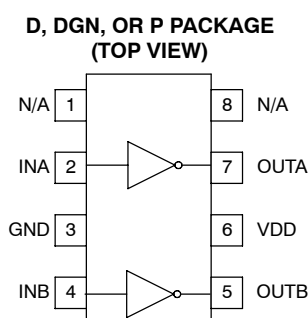 D, DGN, OR P PACKAGE
(TOP VIEW)
N/A 1 8 N/A
INA 2 7 OUTA
GND 3 6 VDD
INB 4 5 OUTB